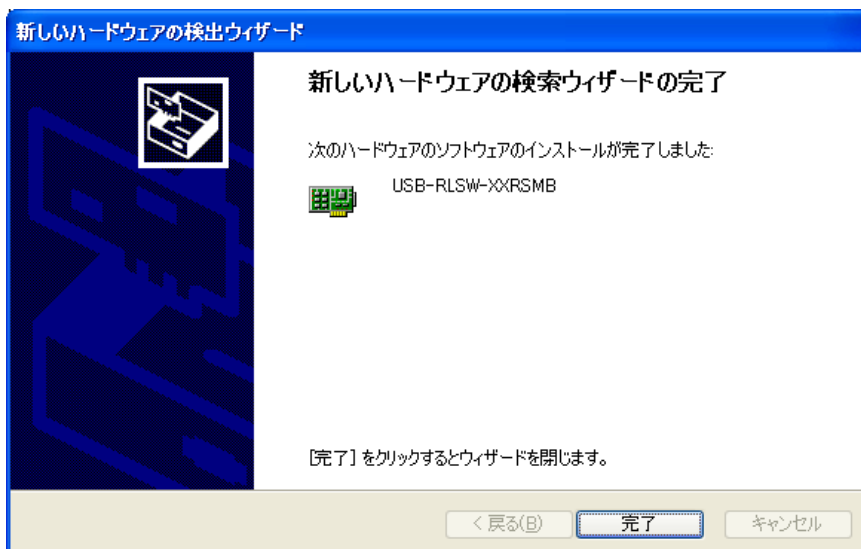 新しいハードウェアの検出ウィザード
新しいハードウェアの検索ウィザードの完了
次のハードウェアのソフトウェアのインストールが完了しました:
USB-RLSW-XXRSMB
[完了] をクリックするとウィザードを閉じます。
< 戻る(B) 完了 キャンセル